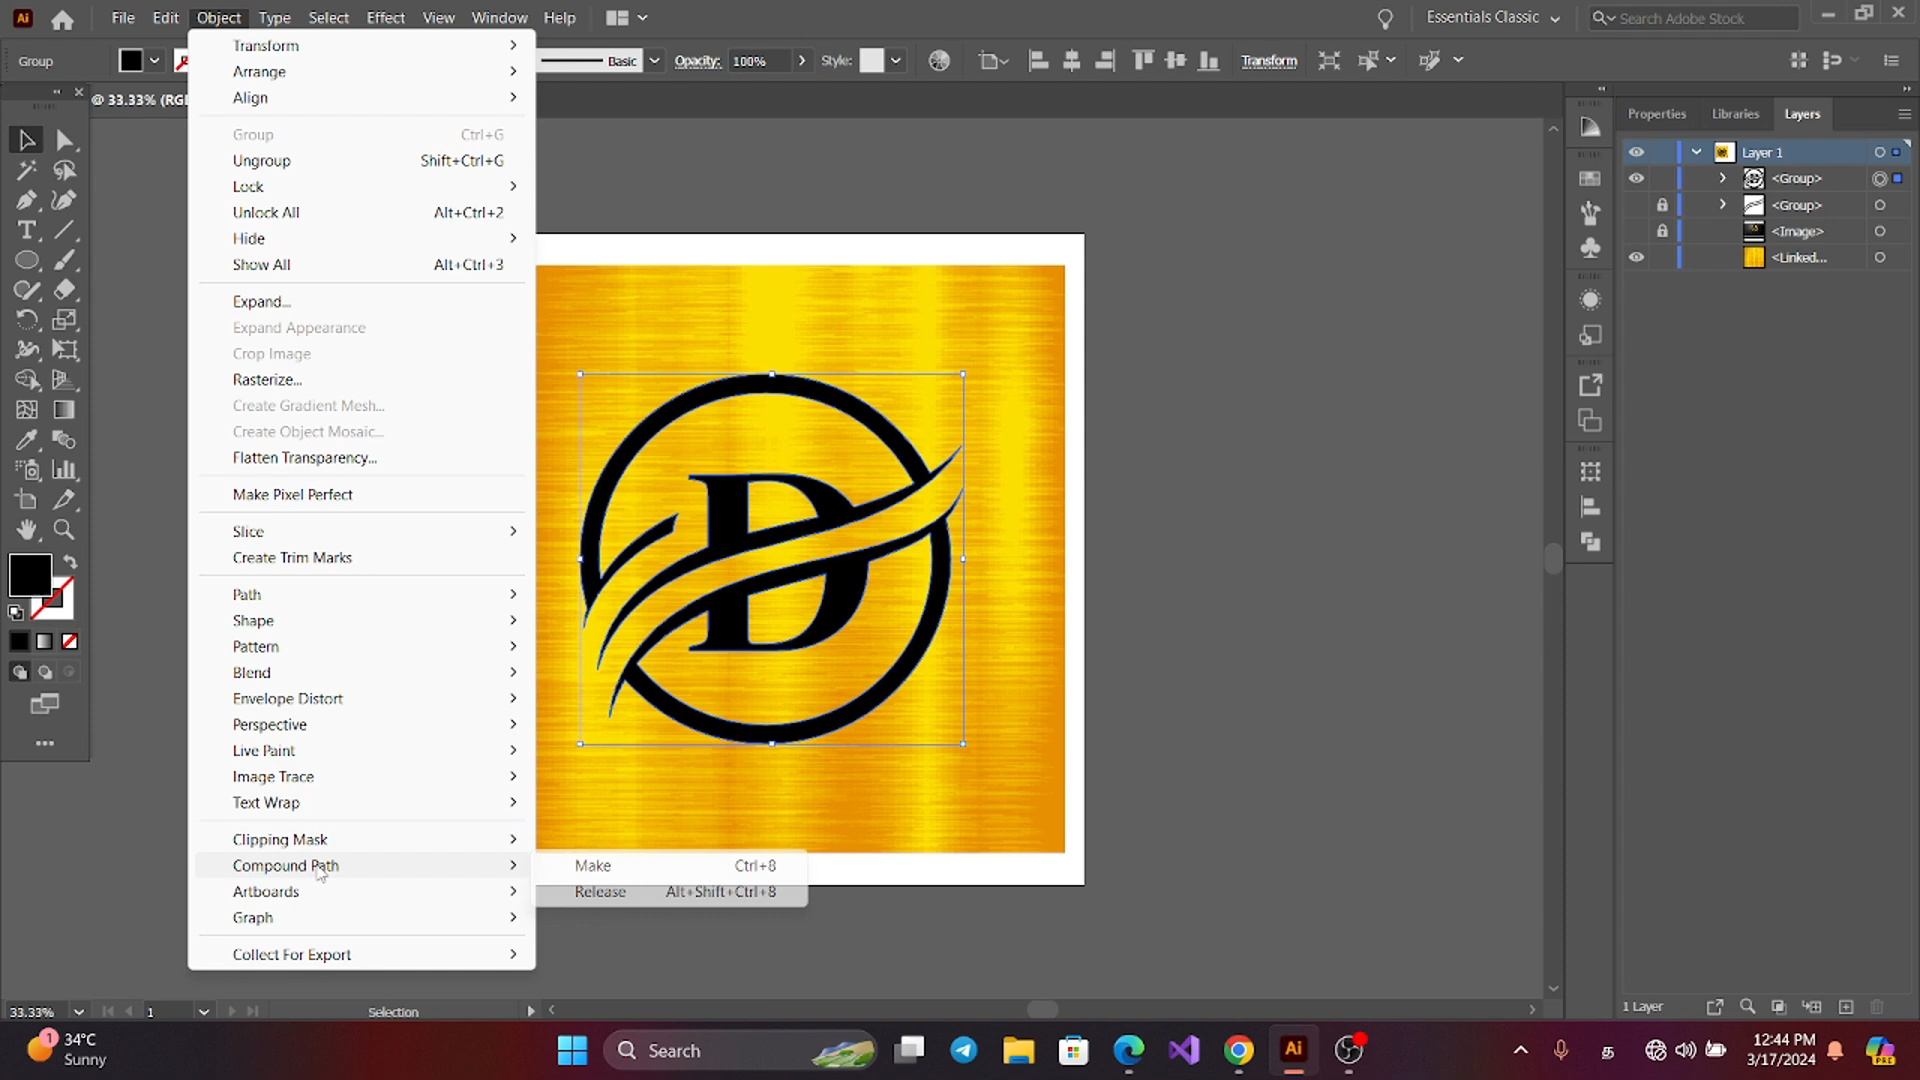 Ai File Edit Object Type Select Effect View Window Help Essentials Classic Search Adobe Stock
Group Basic Opacity: 100% Style: Transform
@ 33.33% (RGB
Transform
Arrange
Align
Group Ctrl+G
Ungroup Shift+Ctrl+G
Lock
Unlock All Alt+Ctrl+2
Hide
Show All Alt+Ctrl+3
Expand...
Expand Appearance
Crop Image
Rasterize...
Create Gradient Mesh...
Create Object Mosaic...
Flatten Transparency...
Make Pixel Perfect
Slice
Create Trim Marks
Path
Shape
Pattern
Blend
Envelope Distort
Perspective
Live Paint
Image Trace
Text Wrap
Clipping Mask
Compound Path
Artboards
Graph
Collect For Export
Make Ctrl+8
Release Alt+Shift+Ctrl+8
D
Properties Libraries Layers
Layer 1
<Group>
<Group>
<Image>
<Linked...
1 Layer
33.33% 1 Selection
1 34°C
Sunny
Search
Ai
12:44 PM
3/17/2024
PRE